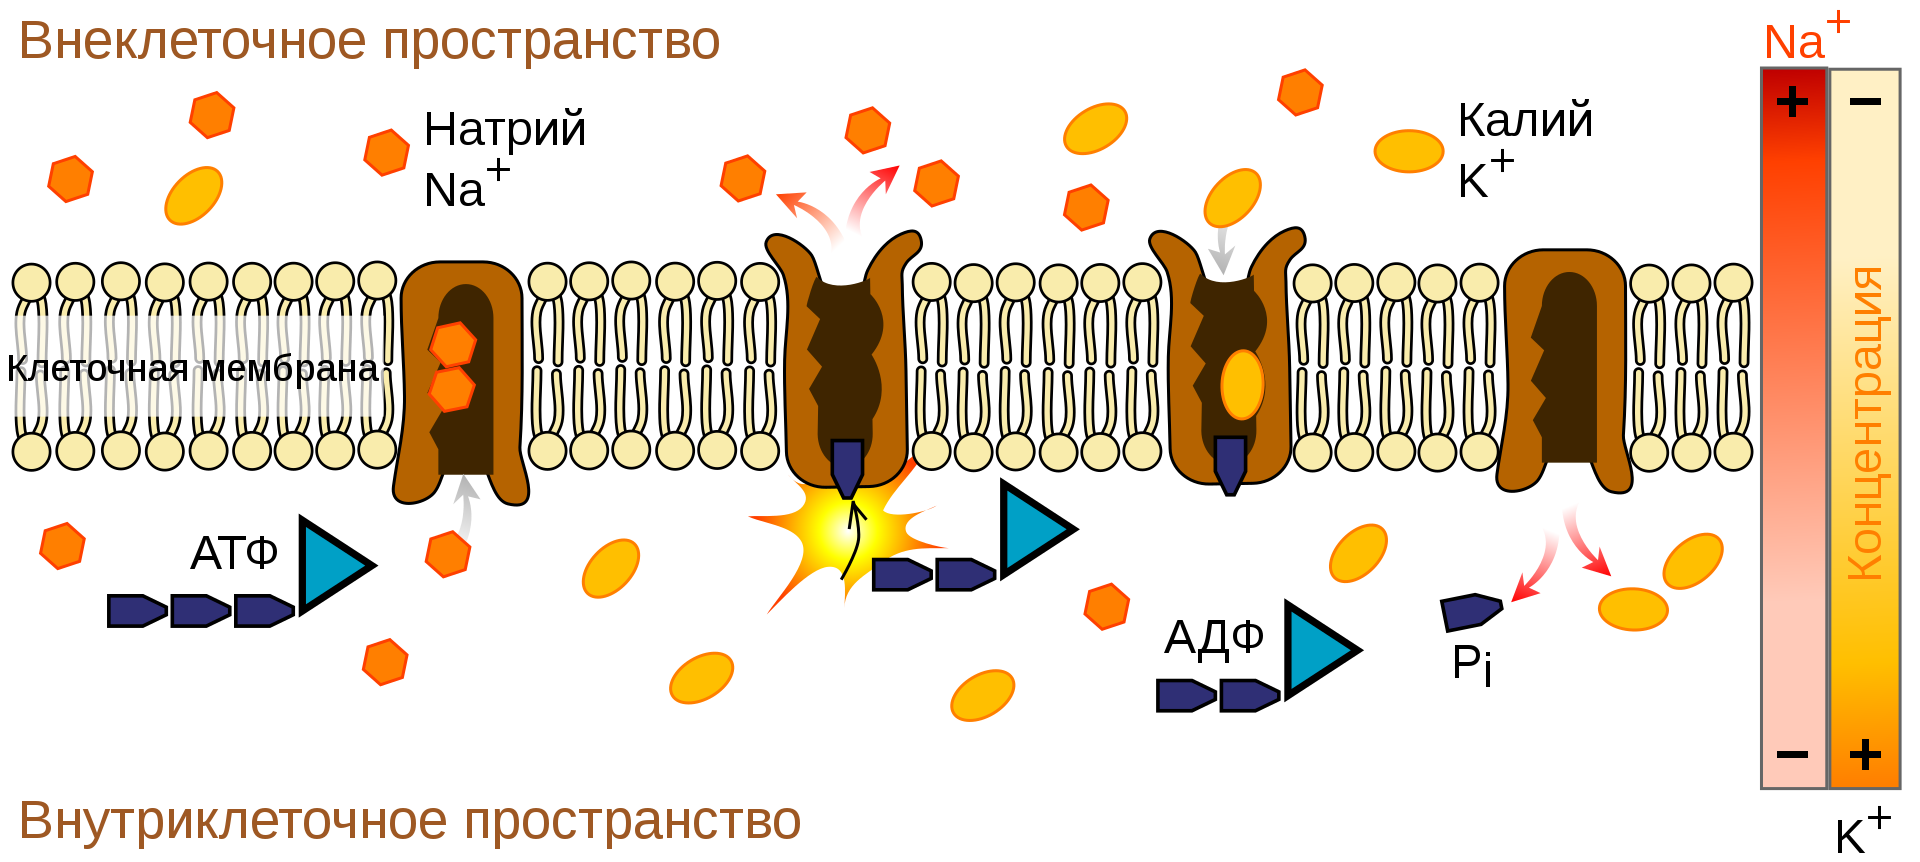 Внеклеточное пространство
Na+
+ −
Натрий
Na+
Калий
K+
Клеточная мембрана
Концентрация
АТФ
АДФ
Pi
− +
Внутриклеточное пространство
K+